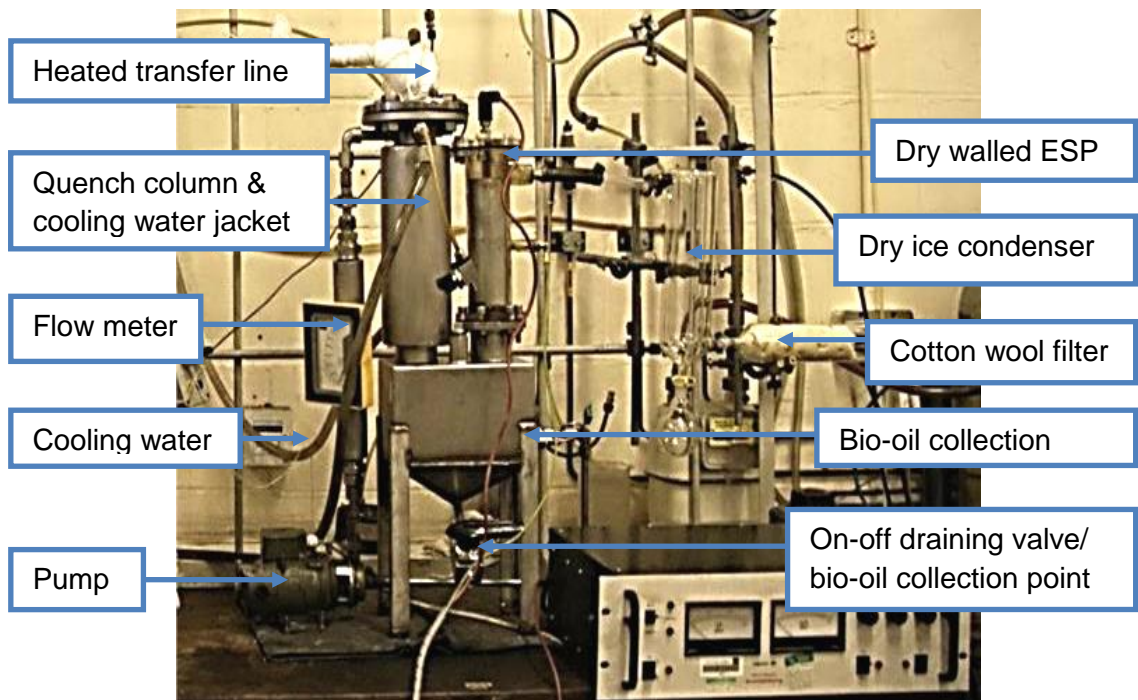 Heated transfer line
Quench column &
cooling water jacket
Flow meter
Cooling water
Pump
Dry walled ESP
Dry ice condenser
Cotton wool filter
Bio-oil collection
On-off draining valve/
bio-oil collection point